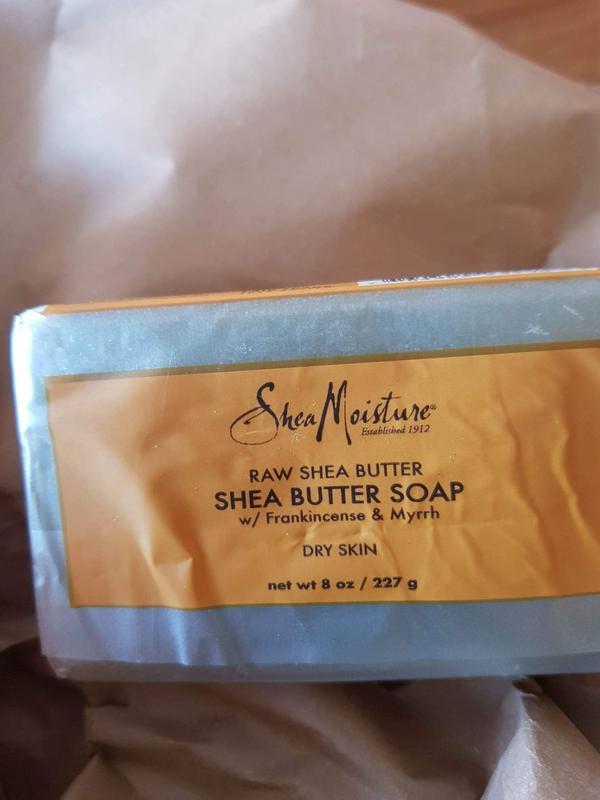 SheaMoisture®
Established 1912
RAW SHEA BUTTER
SHEA BUTTER SOAP
w/ Frankincense & Myrrh
DRY SKIN
net wt 8 oz / 227 g